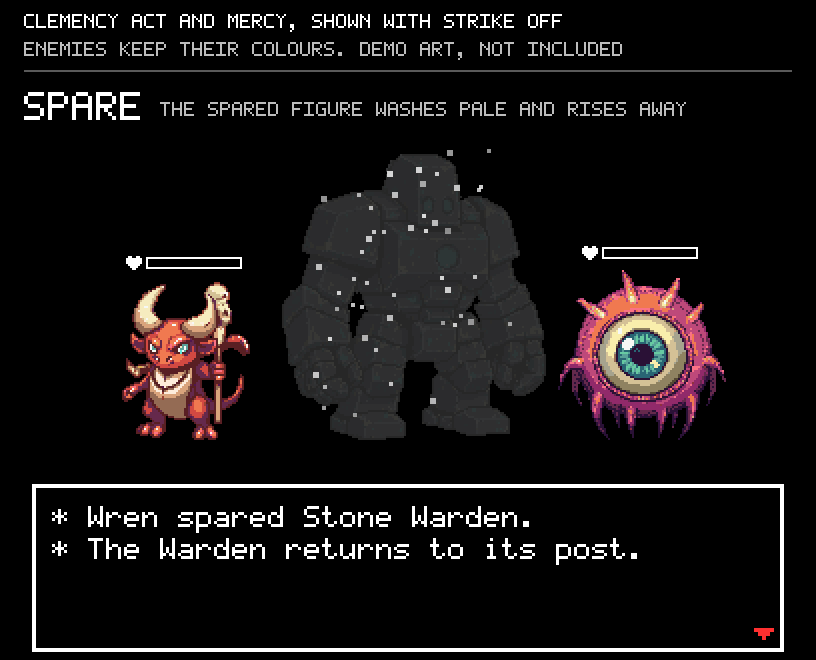 CLEMENCY ACT AND MERCY, SHOWN WITH STRIKE OFF
ENEMIES KEEP THEIR COLOURS. DEMO ART, NOT INCLUDED
SPARE THE SPARED FIGURE WASHES PALE AND RISES AWAY
* Wren spared Stone Warden.
* The Warden returns to its post.